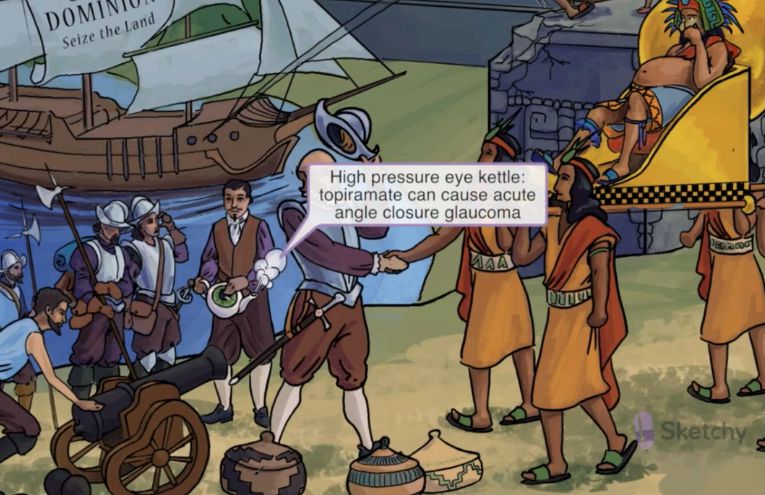 DOMINION
Seize the Land
High pressure eye kettle:
topiramate can cause acute
angle closure glaucoma
Sketchy